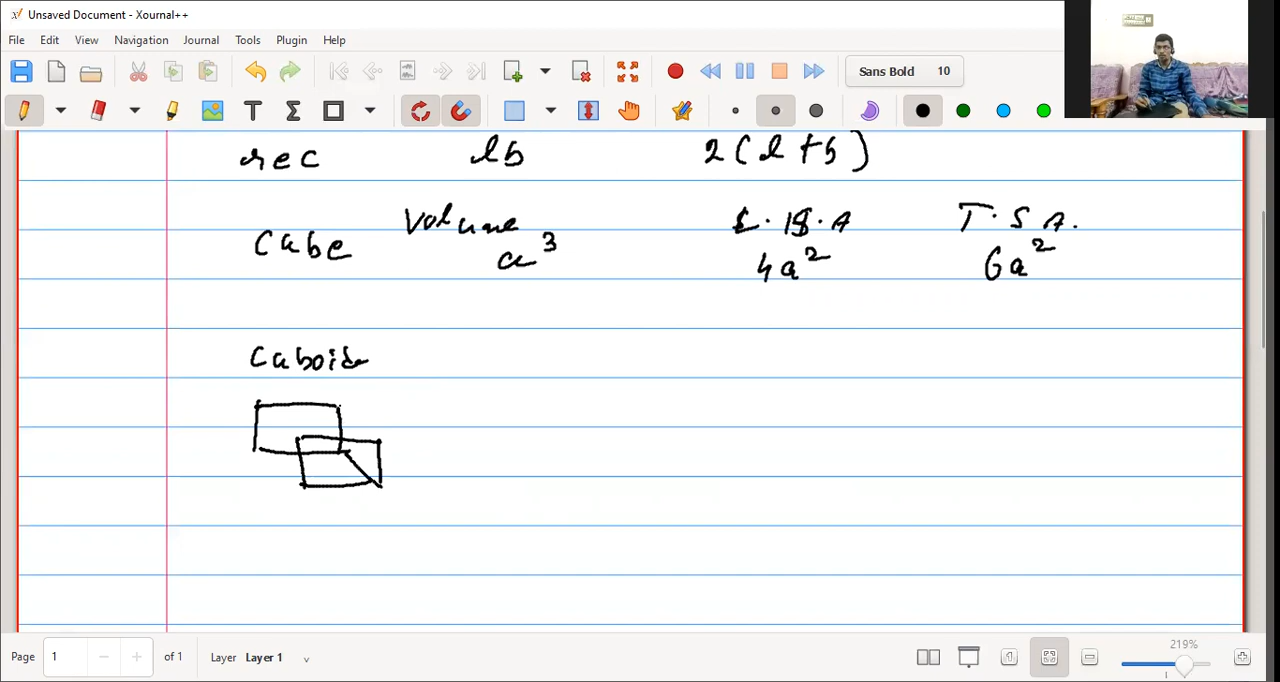 Unsaved Document - Xournal++
File Edit View Navigation Journal Tools Plugin Help
Sans Bold 10
rec lb 2(l+b)
Volume L.S.A T.S A.
Cube a³ 4a² 6a²
Cuboid
Page 1 of 1 Layer Layer 1 219%